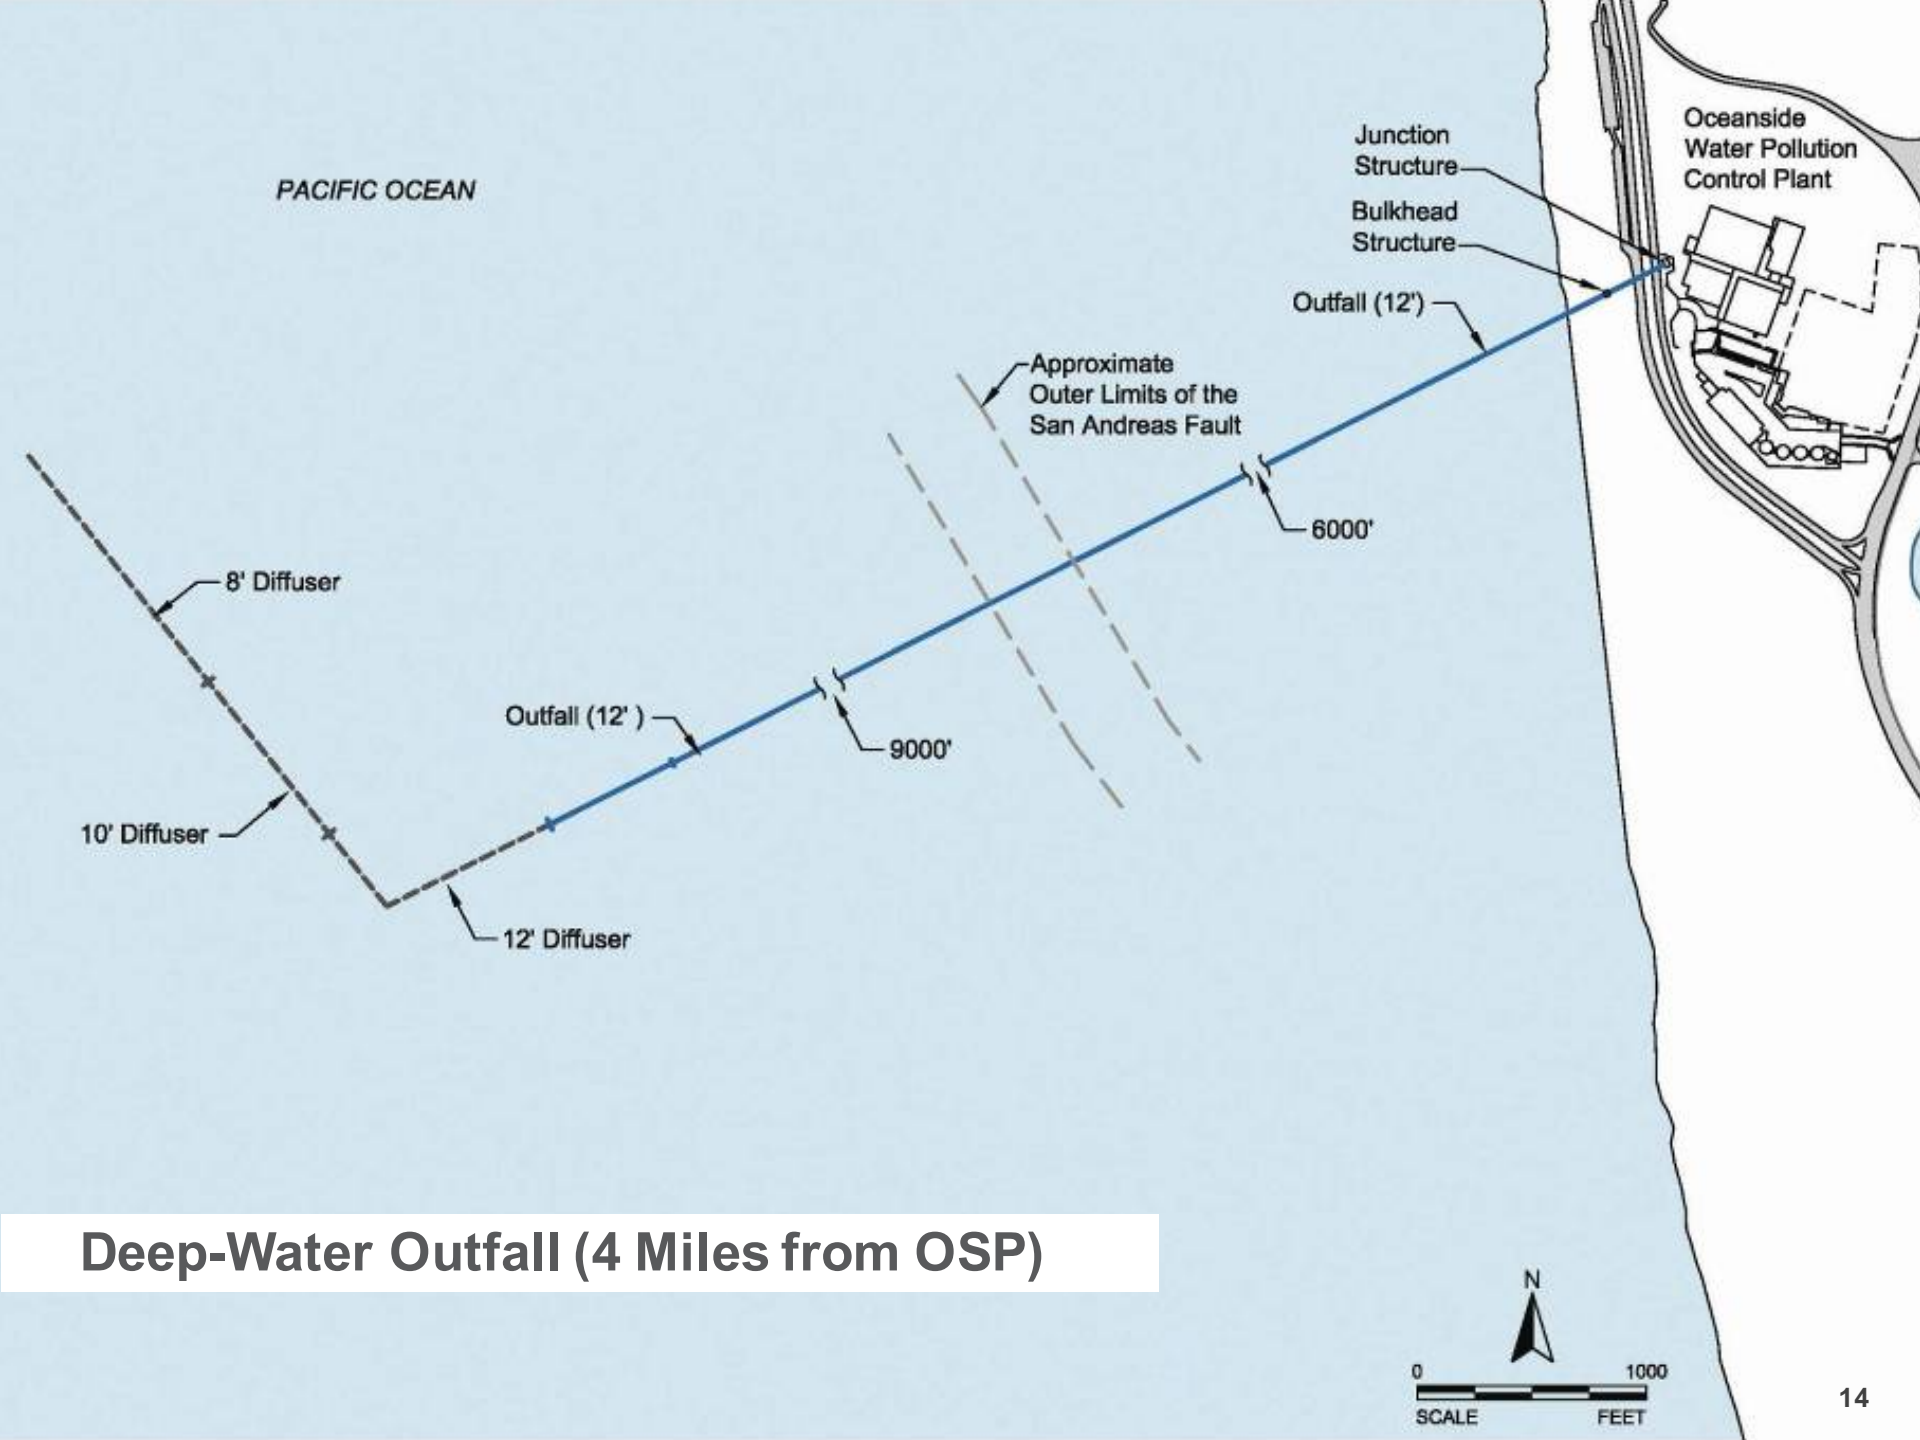 PACIFIC OCEAN
Junction
Structure
Bulkhead
Structure
Outfall (12')
Oceanside
Water Pollution
Control Plant
Approximate
Outer Limits of the
San Andreas Fault
6000'
8' Diffuser
Outfall (12' )
9000'
10' Diffuser
12' Diffuser
Deep-Water Outfall (4 Miles from OSP)
N
0 1000
SCALE FEET
14